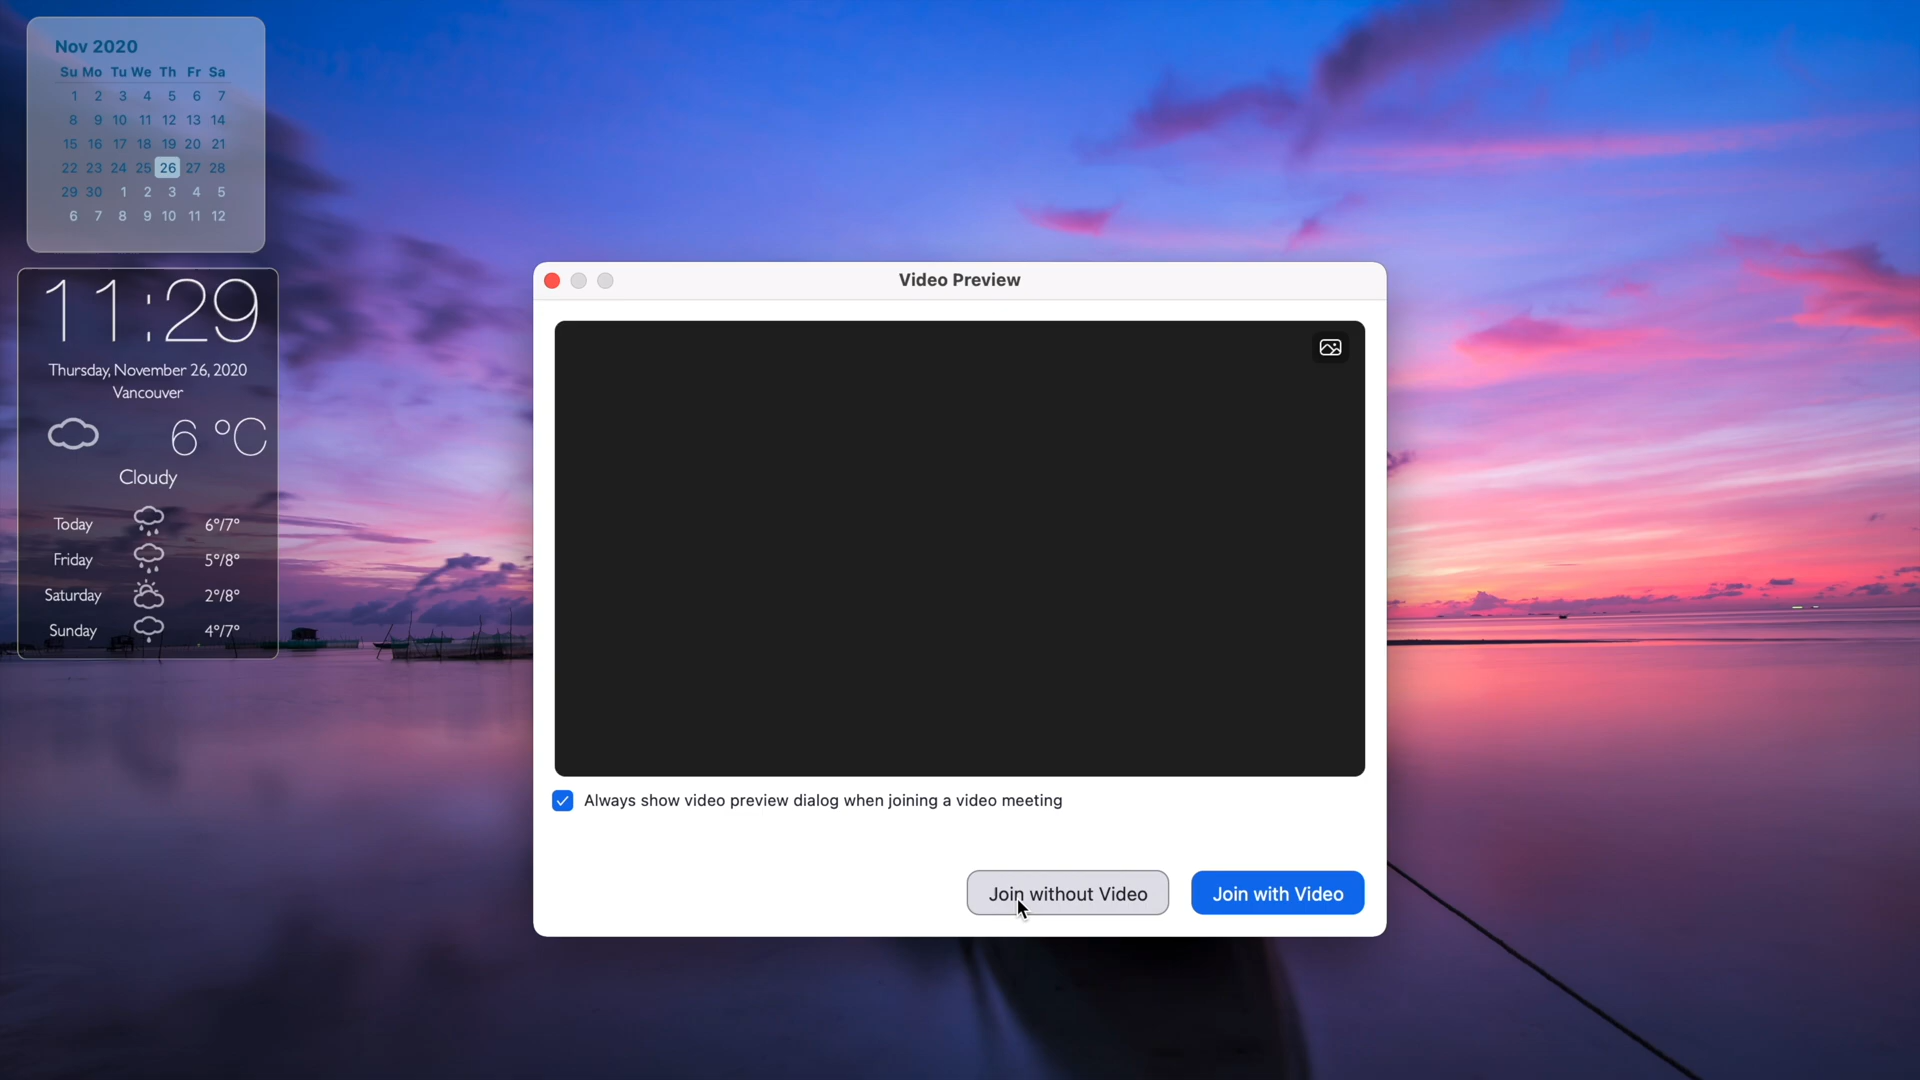 Nov 2020
Su Mo Tu We Th Fr Sa
1 2 3 4 5 6 7
8 9 10 11 12 13 14
15 16 17 18 19 20 21
22 23 24 25 26 27 28
29 30 1 2 3 4 5
6 7 8 9 10 11 12
11:29
Thursday, November 26, 2020
Vancouver
6 °C
Cloudy
Today 6°/7°
Friday 5°/8°
Saturday 2°/8°
Sunday 4°/7°
Video Preview
Always show video preview dialog when joining a video meeting
Join without Video
Join with Video